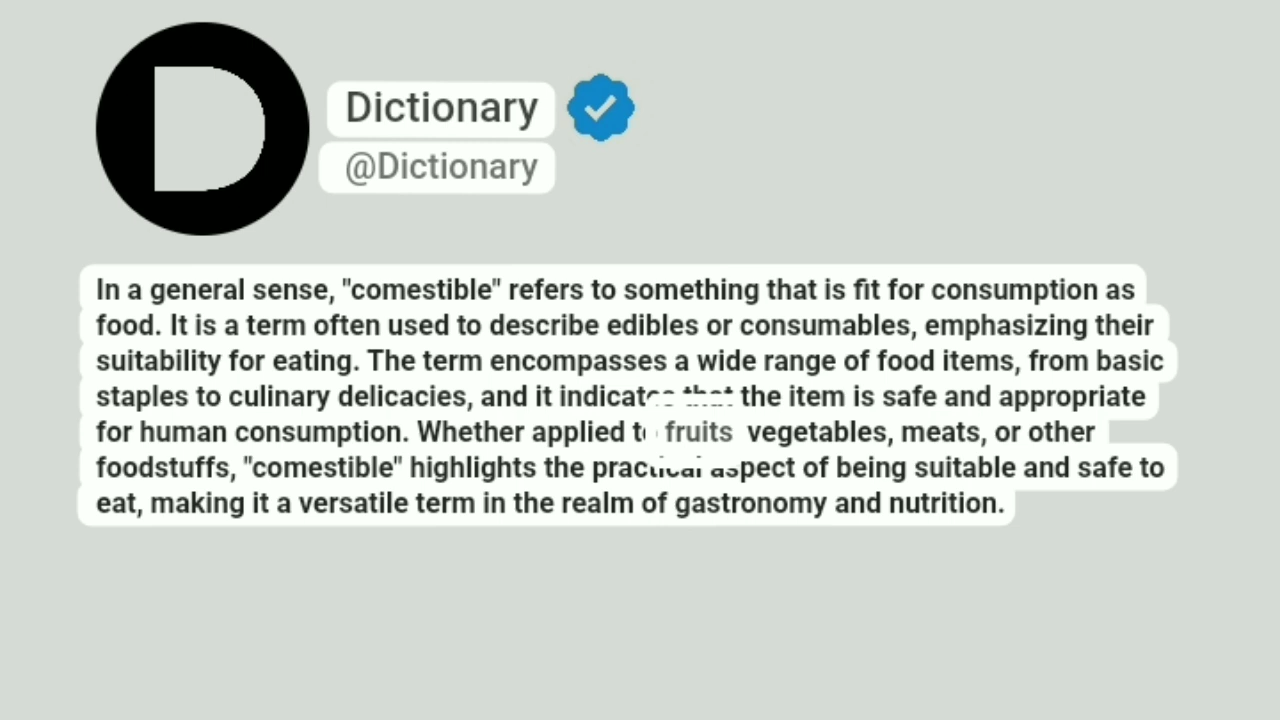 D
Dictionary
@Dictionary
In a general sense, "comestible" refers to something that is fit for consumption as
food. It is a term often used to describe edibles or consumables, emphasizing their
suitability for eating. The term encompasses a wide range of food items, from basic
staples to culinary delicacies, and it indicates that the item is safe and appropriate
for human consumption. Whether applied to fruits vegetables, meats, or other
foodstuffs, "comestible" highlights the practical aspect of being suitable and safe to
eat, making it a versatile term in the realm of gastronomy and nutrition.